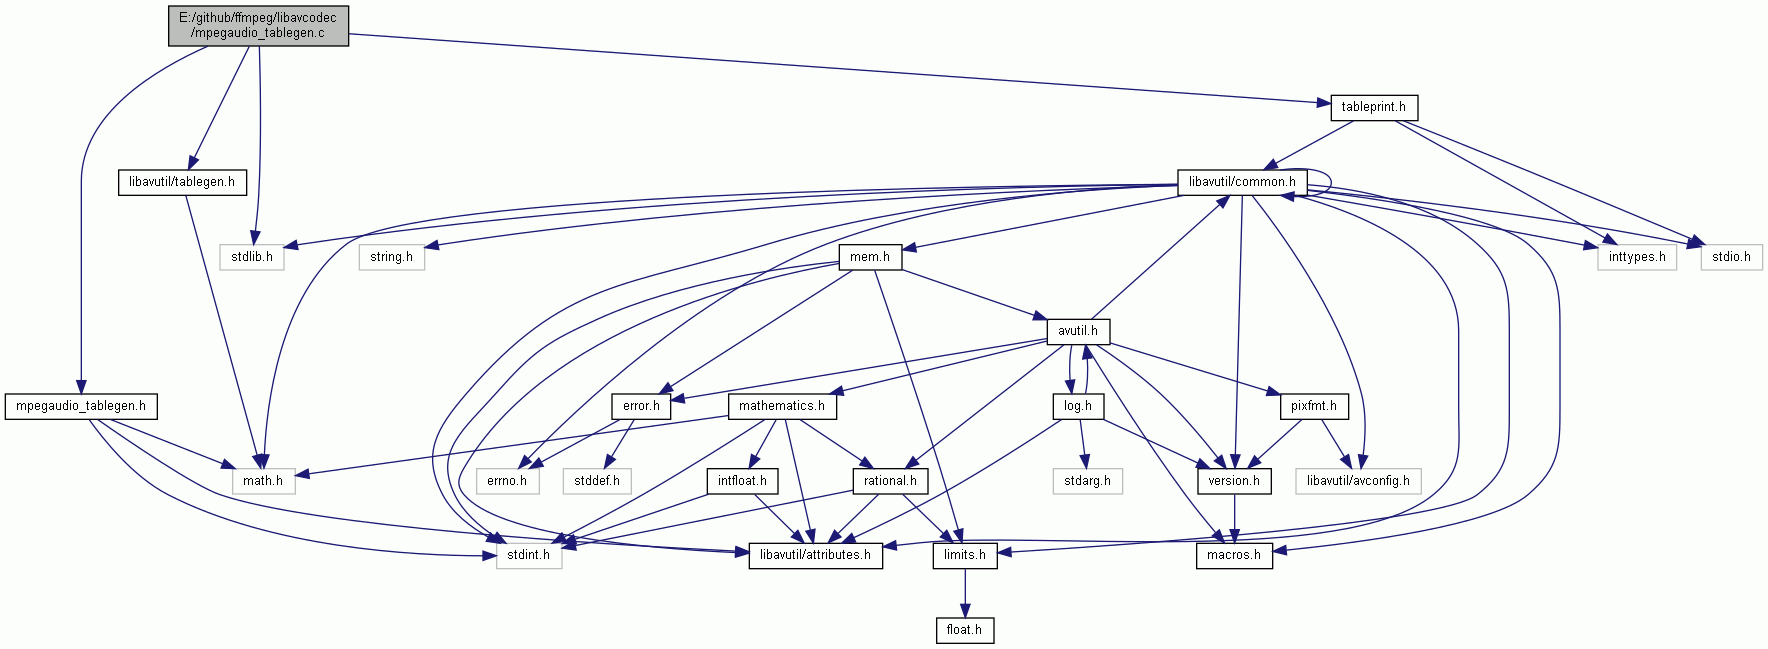 E:/github/ffmpeg/libavcodec
/mpegaudio_tablegen.c
tableprint.h
libavutil/tablegen.h
libavutil/common.h
stdlib.h
string.h
mem.h
inttypes.h
stdio.h
avutil.h
mpegaudio_tablegen.h
error.h
mathematics.h
log.h
pixfmt.h
math.h
errno.h
stddef.h
intfloat.h
rational.h
stdarg.h
version.h
libavutil/avconfig.h
stdint.h
libavutil/attributes.h
limits.h
macros.h
float.h